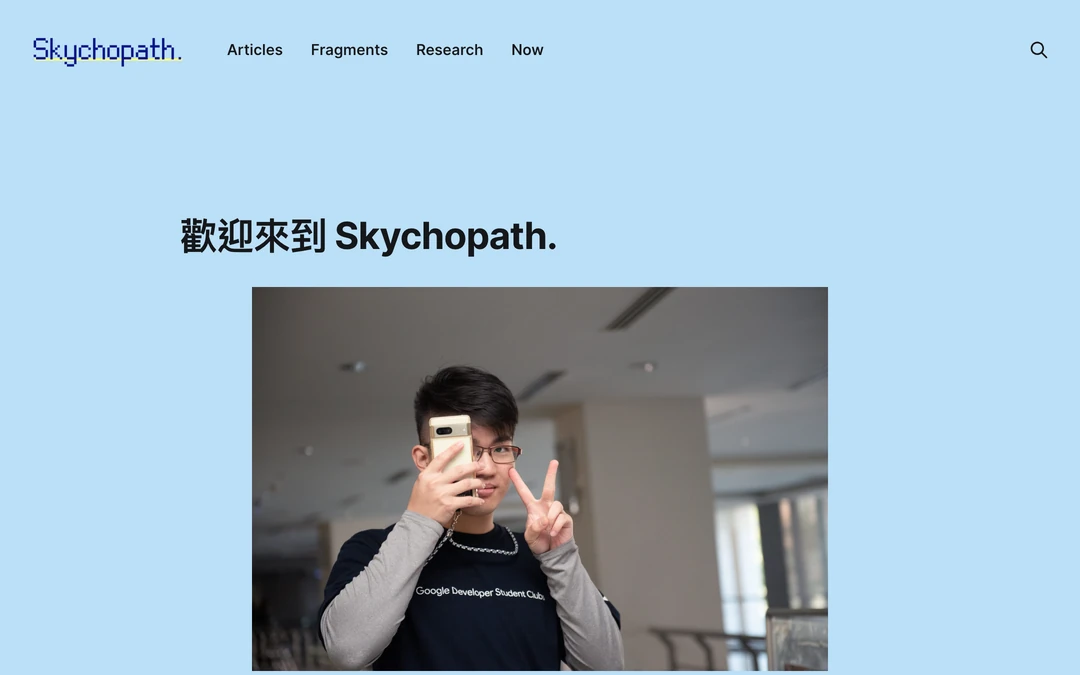 Skychopath.
Articles
Fragments
Research
Now
歡迎來到 Skychopath.
Google Developer Student Clubs